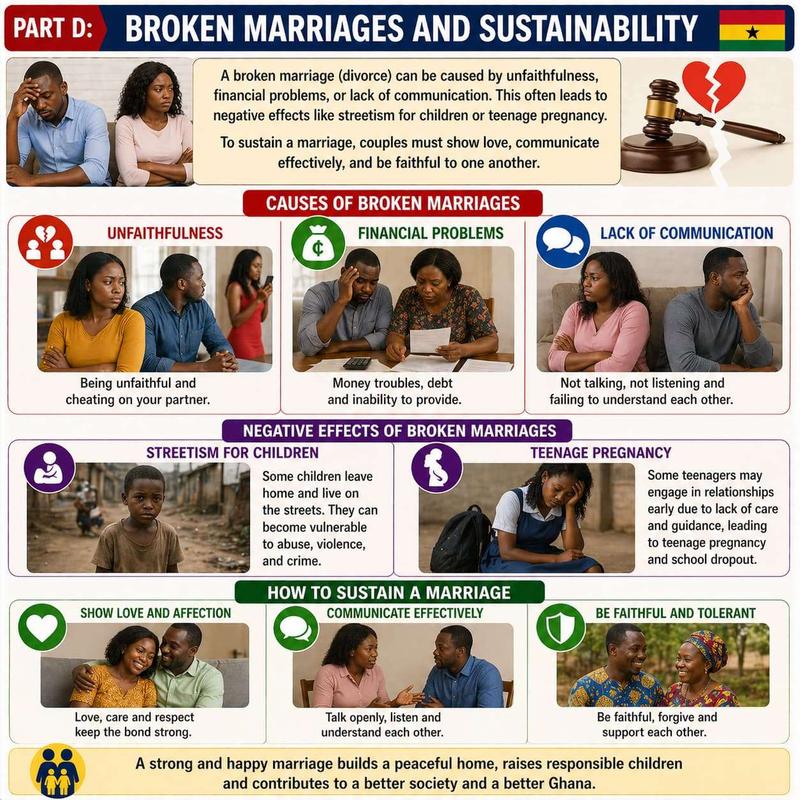 PART D:
BROKEN MARRIAGES AND SUSTAINABILITY
A broken marriage (divorce) can be caused by unfaithfulness,
financial problems, or lack of communication. This often leads to
negative effects like streetism for children or teenage pregnancy.
To sustain a marriage, couples must show love, communicate
effectively, and be faithful to one another.
CAUSES OF BROKEN MARRIAGES
UNFAITHFULNESS
Being unfaithful and
cheating on your partner.
₵
FINANCIAL PROBLEMS
Money troubles, debt
and inability to provide.
LACK OF COMMUNICATION
Not talking, not listening and
failing to understand each other.
NEGATIVE EFFECTS OF BROKEN MARRIAGES
STREETISM FOR CHILDREN
Some children leave
home and live on
the streets. They can
become vulnerable
to abuse, violence,
and crime.
TEENAGE PREGNANCY
Some teenagers may
engage in relationships
early due to lack of care
and guidance, leading
to teenage pregnancy
and school dropout.
HOW TO SUSTAIN A MARRIAGE
SHOW LOVE AND AFFECTION
Love, care and respect
keep the bond strong.
COMMUNICATE EFFECTIVELY
Talk openly, listen and
understand each other.
BE FAITHFUL AND TOLERANT
Be faithful, forgive and
support each other.
A strong and happy marriage builds a peaceful home, raises responsible children
and contributes to a better society and a better Ghana.